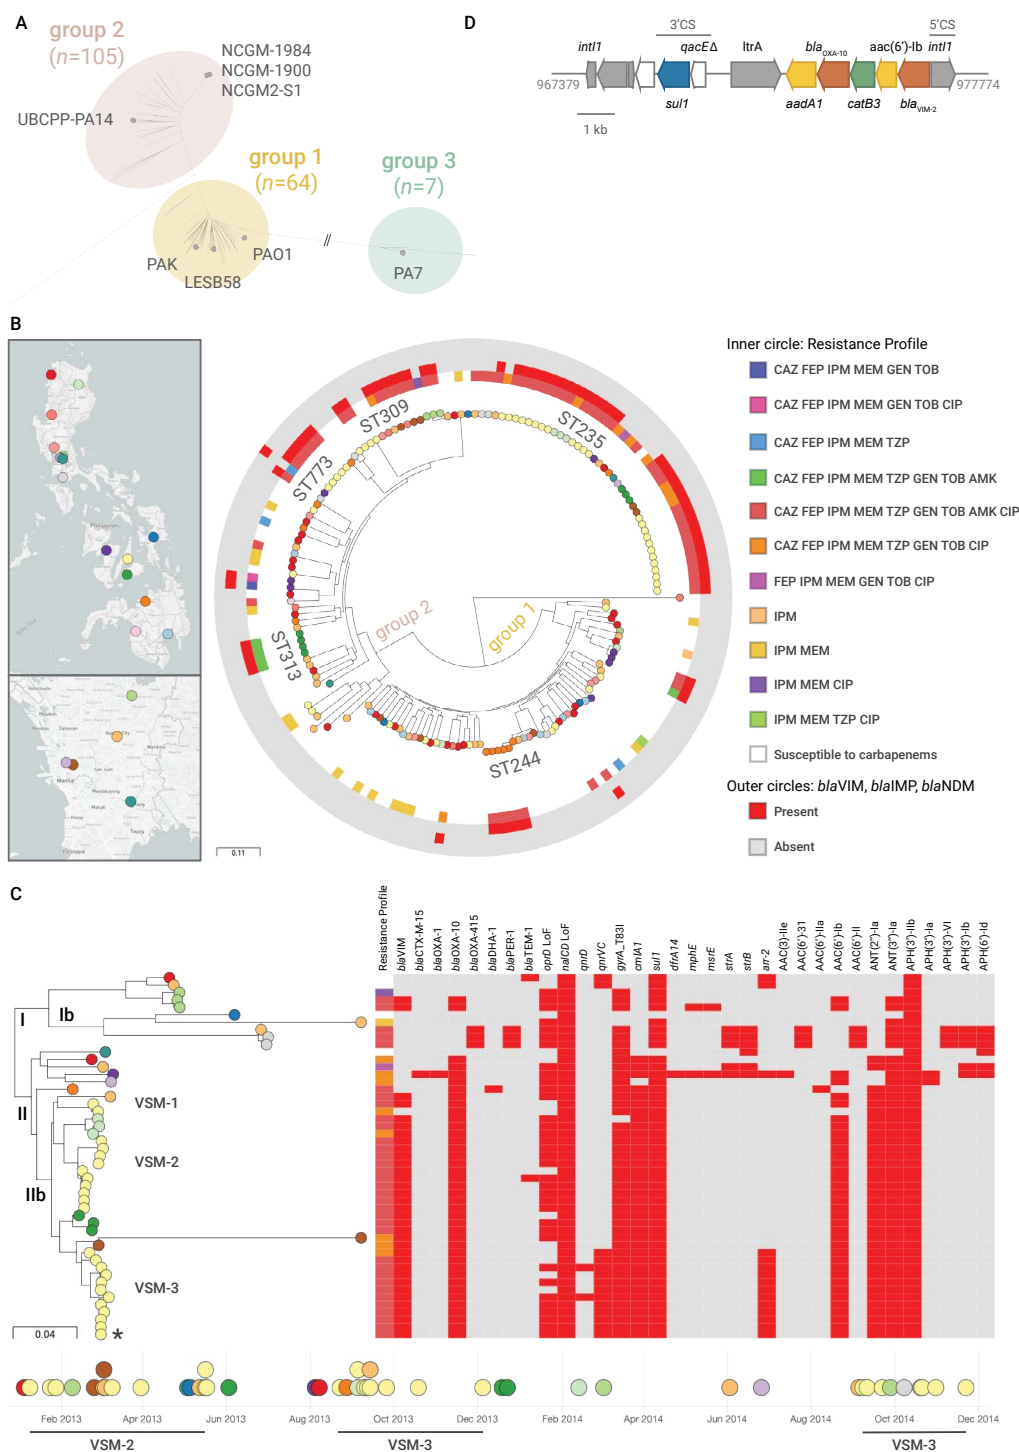 A
group 2
(n=105)
NCGM-1984
NCGM-1900
NCGM2-S1
UBCPP-PA14
group 1
(n=64)
group 3
(n=7)
PAK
LESB58
PAO1
//
PA7
D
3'CS
5'CS
intI1
qacEΔ
ltrA
bla OXA-10
aac(6')-Ib
intI1
967379
977774
sul1
aadA1
catB3
bla VIM-2
1 kb
B
Philippines
Manila
Makati
Taguig
0.11
ST309
ST235
ST773
ST313
ST244
group 2
group 1
Inner circle: Resistance Profile
CAZ FEP IPM MEM GEN TOB
CAZ FEP IPM MEM GEN TOB CIP
CAZ FEP IPM MEM TZP
CAZ FEP IPM MEM TZP GEN TOB AMK
CAZ FEP IPM MEM TZP GEN TOB AMK CIP
CAZ FEP IPM MEM TZP GEN TOB CIP
FEP IPM MEM GEN TOB CIP
IPM
IPM MEM
IPM MEM CIP
IPM MEM TZP CIP
Susceptible to carbapenems
Outer circles: blaVIM, blaIMP, blaNDM
Present
Absent
C
Resistance Profile
blaVIM
blaCTX-M-15
blaOXA-1
blaOXA-10
blaOXA-415
blaDHA-1
blaPER-1
blaTEM-1
oprD LoF
nalCD LoF
qnrD
qnrVC
gyrA_T83I
cmlA1
sul1
dfrA14
mphE
msrE
strA
strB
arr-2
AAC(3)-IIe
AAC(6')-31
AAC(6')-IIa
AAC(6')-Ib
AAC(6')-II
ANT(2'')-Ia
ANT(3'')-Ia
APH(3')-IIb
APH(3')-Ia
APH(3')-VI
APH(3')-Ib
APH(6')-Id
I
Ib
II
IIb
VSM-1
VSM-2
VSM-3
0.04
*
Feb 2013
Apr 2013
Jun 2013
Aug 2013
Oct 2013
Dec 2013
Feb 2014
Apr 2014
Jun 2014
Aug 2014
Oct 2014
Dec 2014
VSM-2
VSM-3
VSM-3